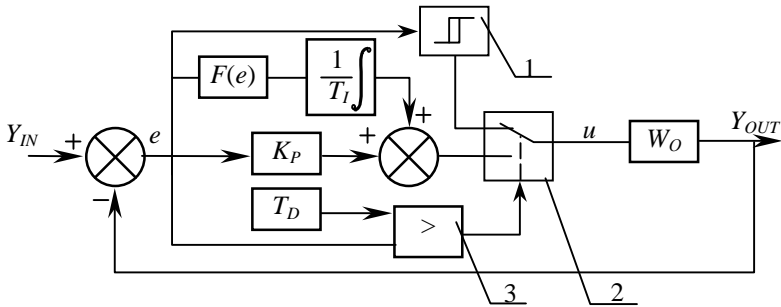 1
F(e)
1
T_I
∫
Y_IN
+
e
+
+
u
Y_OUT
K_P
W_O
−
T_D
>
3
2